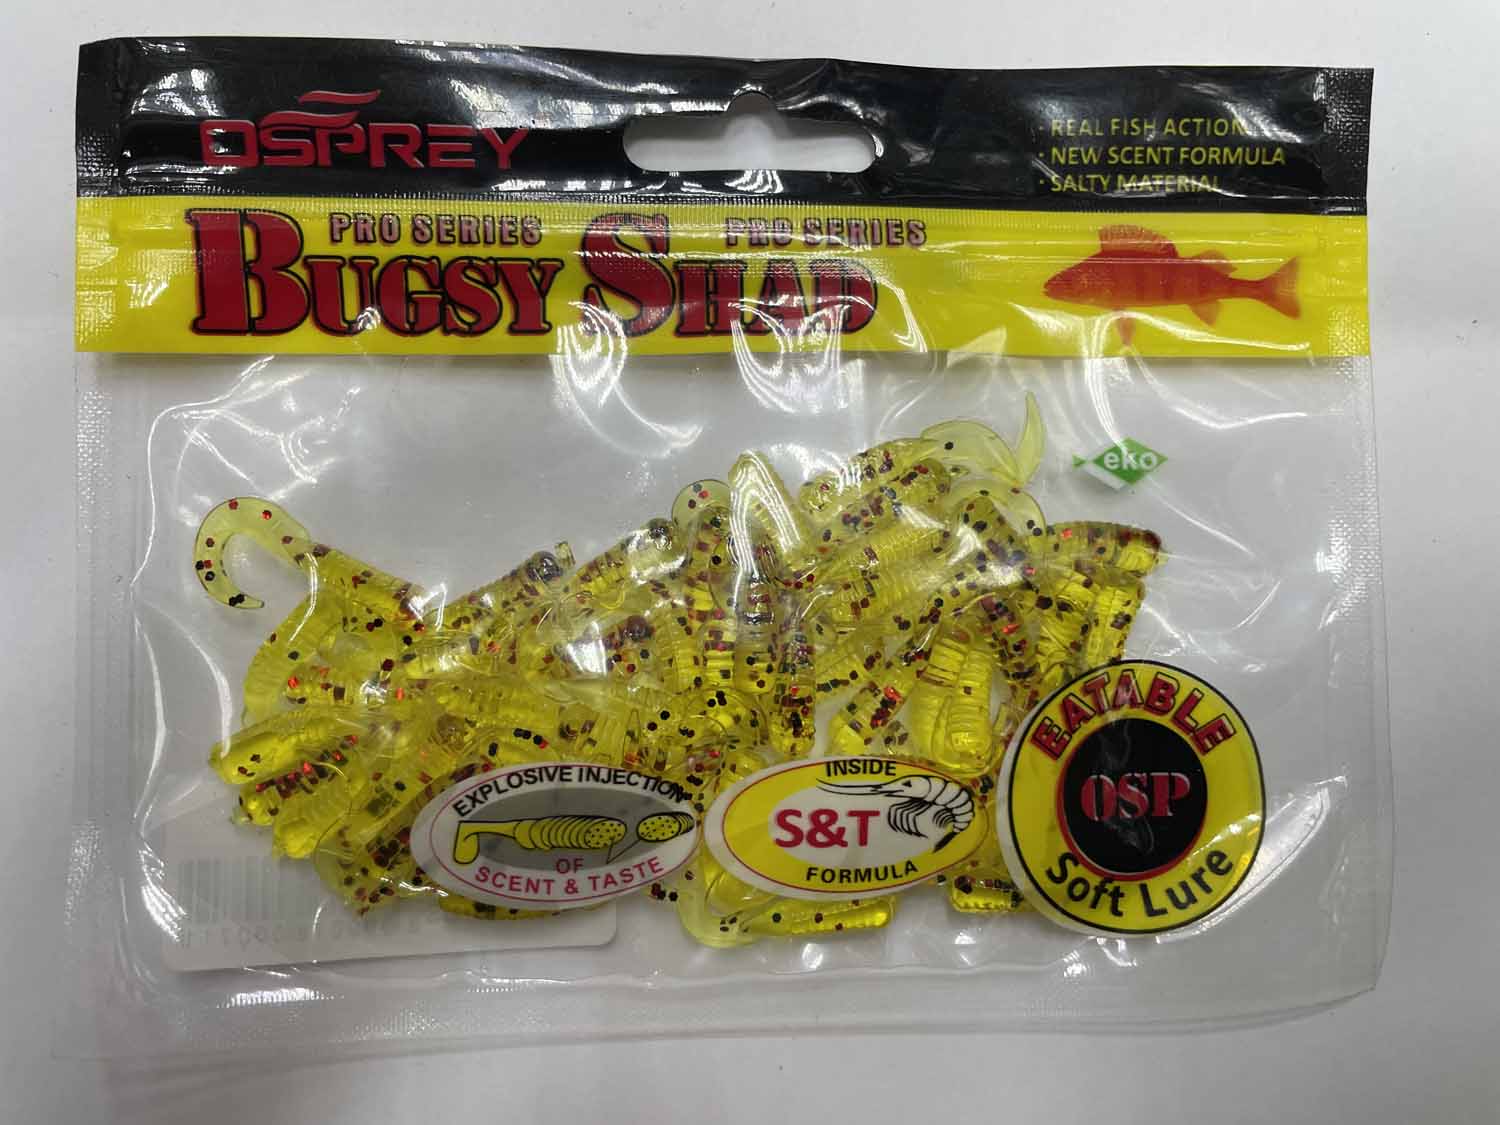 OSPREY
· REAL FISH ACTION
· NEW SCENT FORMULA
· SALTY MATERIAL
PRO SERIES PRO SERIES
BUGSY SHAD
eko
EXPLOSIVE INJECTION
OF
SCENT & TASTE
INSIDE
S&T
FORMULA
EATABLE
OSP
Soft Lure